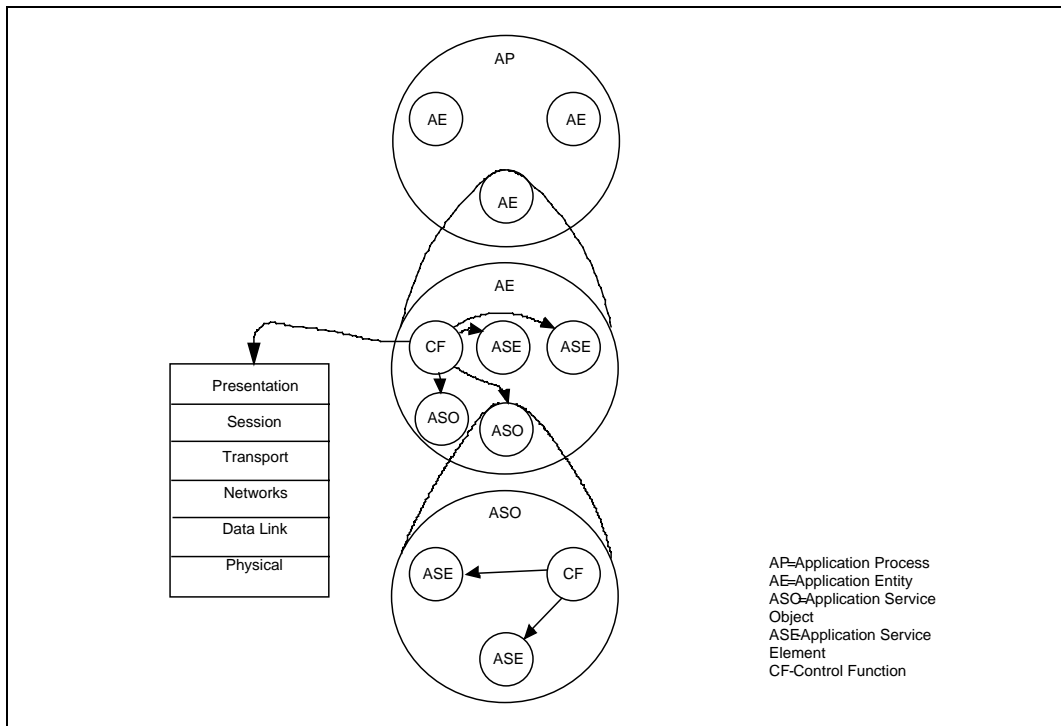 AP
AE
AE
AE
AE
CF
ASE
ASE
ASO
ASO
Presentation
Session
Transport
Networks
Data Link
Physical
ASO
ASE
CF
ASE
AP=Application Process
AE=Application Entity
ASO=Application Service
Object
ASE-Application Service
Element
CF-Control Function